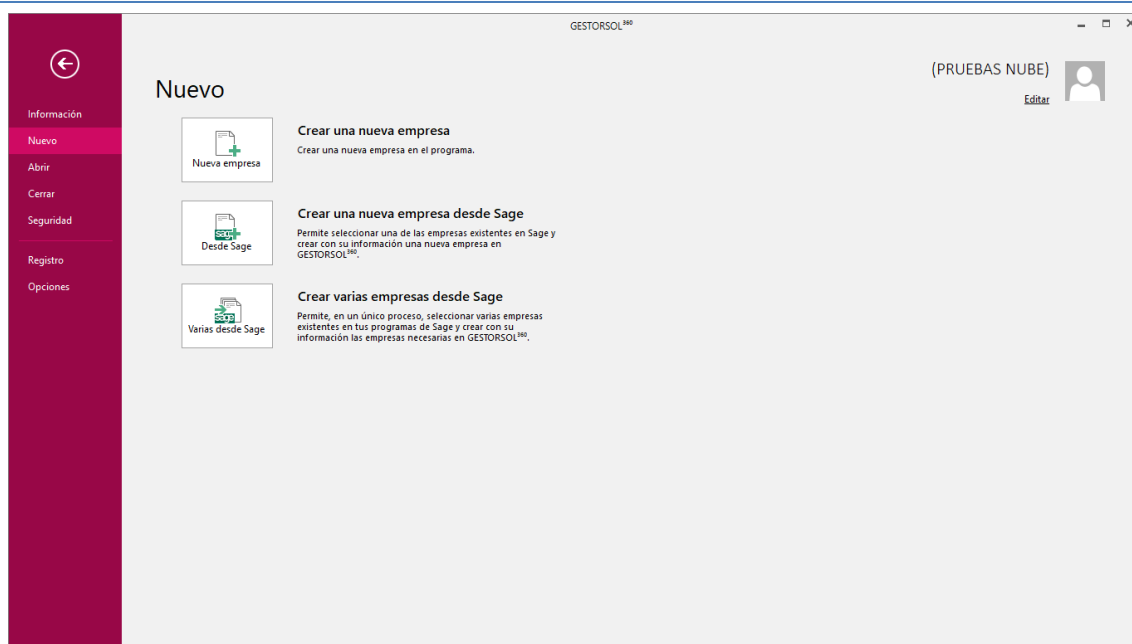 GESTORSOL³⁶⁰
(PRUEBAS NUBE)
Editar
Información
Nuevo
Abrir
Cerrar
Seguridad
Registro
Opciones
Nuevo
Nueva empresa
Crear una nueva empresa
Crear una nueva empresa en el programa.
sage
Desde Sage
Crear una nueva empresa desde Sage
Permite seleccionar una de las empresas existentes en Sage y
crear con su información una nueva empresa en
GESTORSOL³⁶⁰.
sage
Varias desde Sage
Crear varias empresas desde Sage
Permite, en un único proceso, seleccionar varias empresas
existentes en tus programas de Sage y crear con su
información las empresas necesarias en GESTORSOL³⁶⁰.